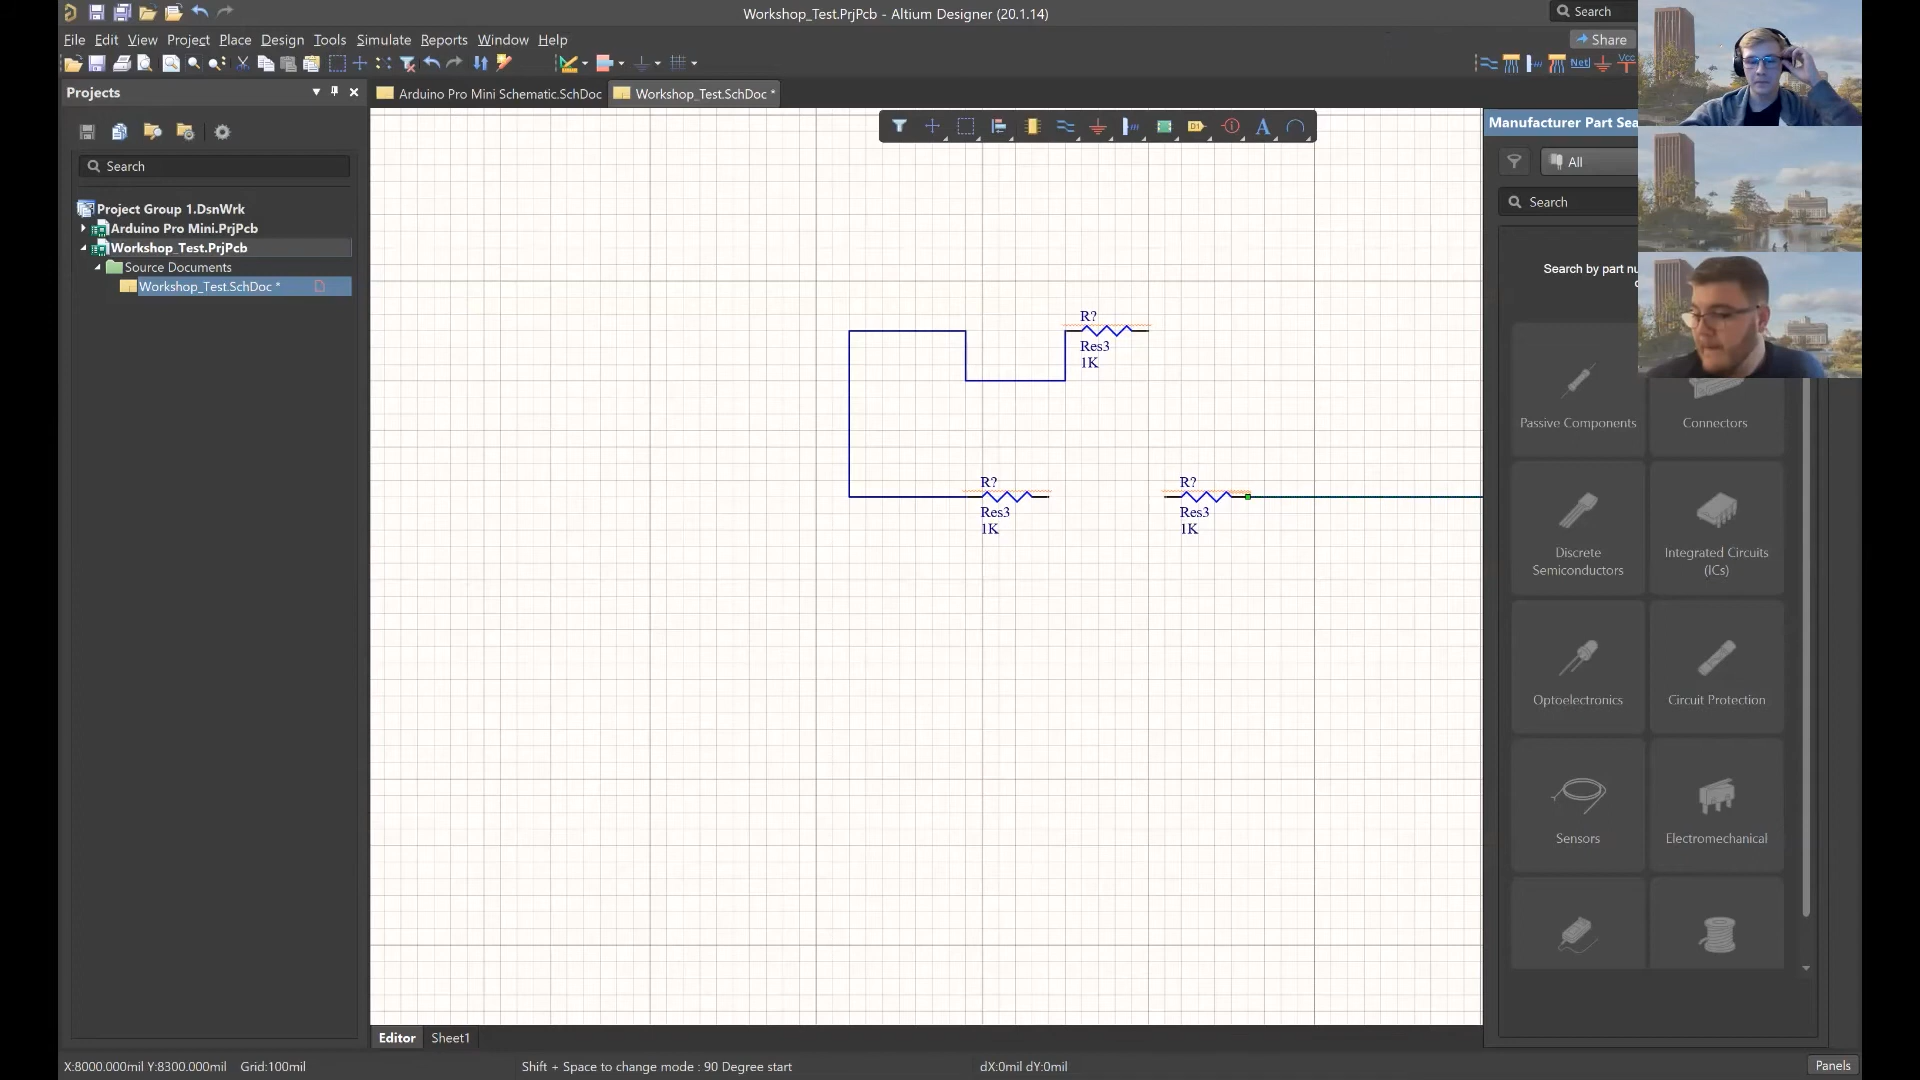 Workshop_Test.PrjPcb - Altium Designer (20.1.14)
Search
File Edit View Project Place Design Tools Simulate Reports Window Help
Share
Net
Vcc
Projects
Arduino Pro Mini Schematic.SchDoc
Workshop_Test.SchDoc *
Manufacturer Part Sea
D1
All
Search
Search
Project Group 1.DsnWrk
Arduino Pro Mini.PrjPcb
Workshop_Test.PrjPcb
Source Documents
Workshop_Test.SchDoc *
Search by part nu
R?
Res3
1K
R?
Res3
1K
R?
Res3
1K
Passive Components
Connectors
Discrete
Semiconductors
Integrated Circuits
(ICs)
Optoelectronics
Circuit Protection
Sensors
Electromechanical
Editor Sheet1
X:8000.000mil Y:8300.000mil Grid:100mil
Shift + Space to change mode : 90 Degree start
dX:0mil dY:0mil
Panels